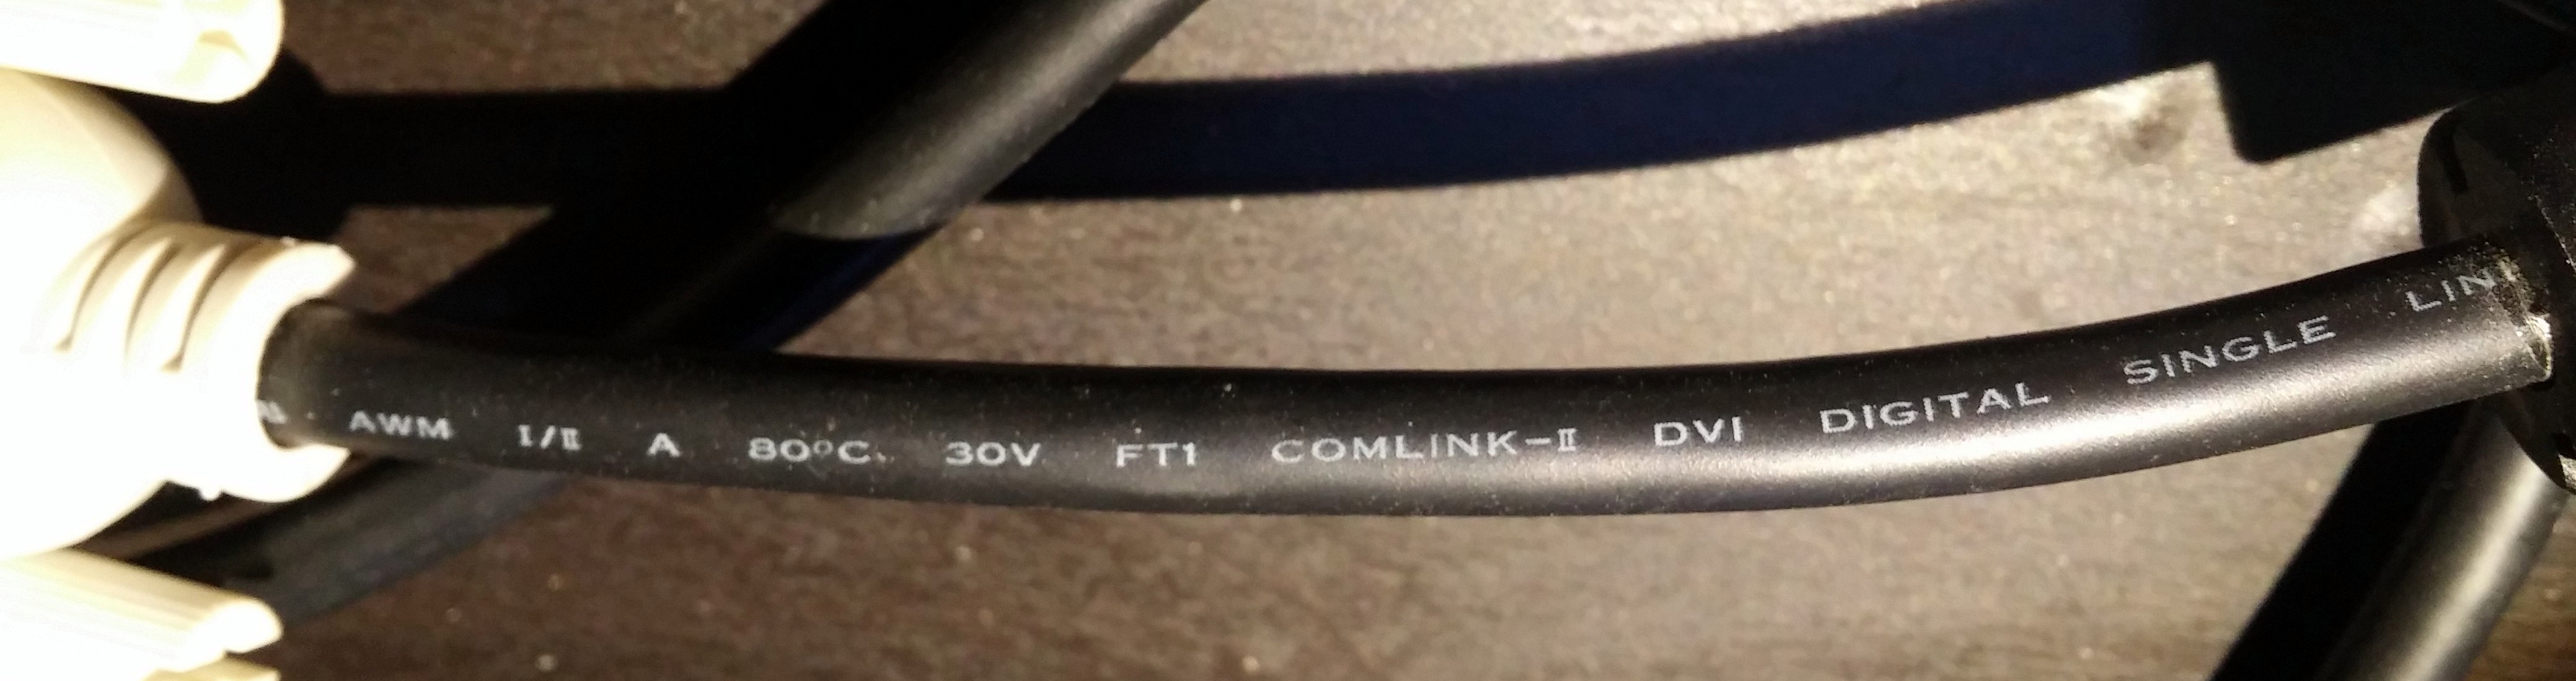 AWM I/II A 80°C 30V FT1 COMLINK-II DVI DIGITAL SINGLE